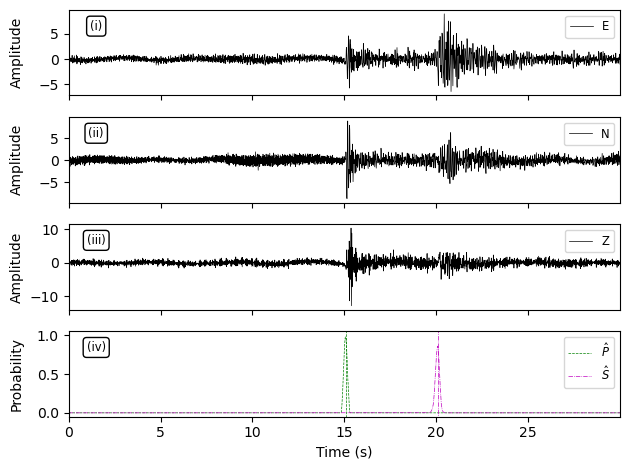 (i)
E
Amplitude
5
0
−5
(ii)
N
Amplitude
5
0
−5
(iii)
Z
Amplitude
10
0
−10
(iv)
P̂
Ŝ
Probability
1.0
0.5
0.0
0 5 10 15 20 25
Time (s)